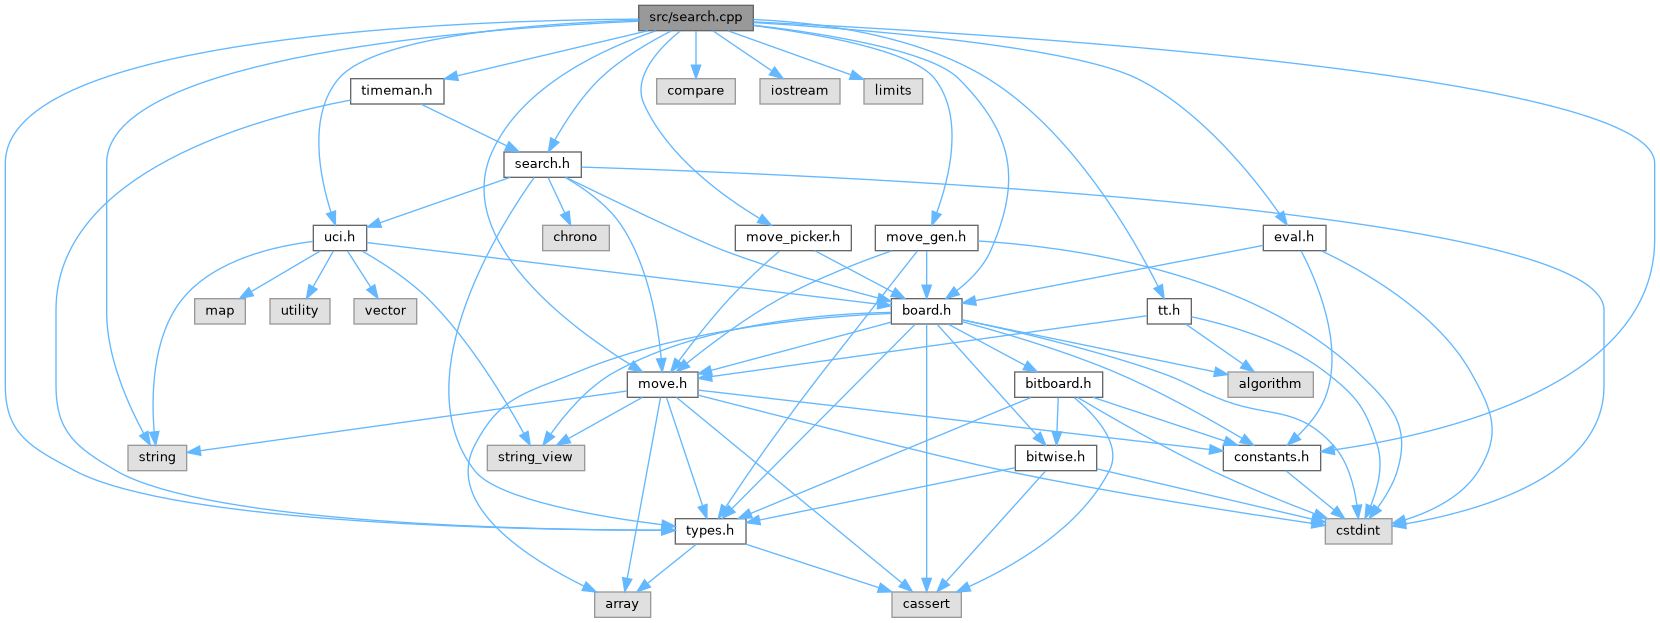 src/search.cpp
timeman.h
compare
iostream
limits
search.h
uci.h
chrono
move_picker.h
move_gen.h
eval.h
map
utility
vector
board.h
tt.h
move.h
bitboard.h
algorithm
string
string_view
bitwise.h
constants.h
types.h
cstdint
array
cassert